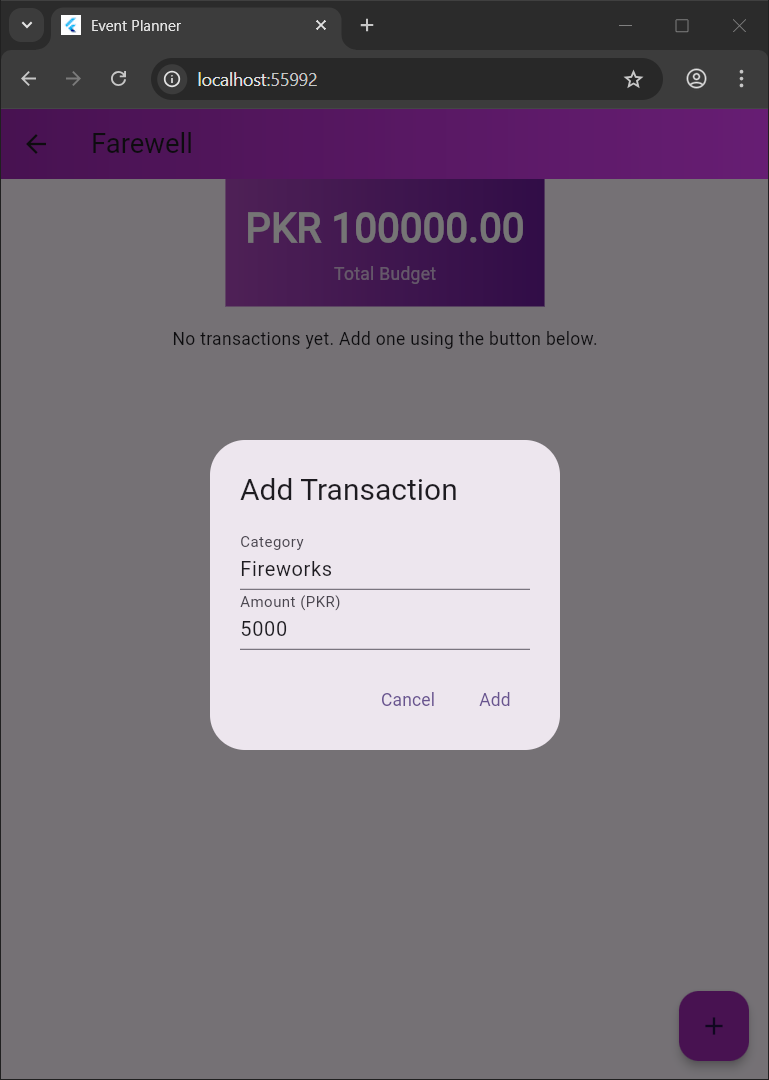 Event Planner
localhost:55992
Farewell
PKR 100000.00
Total Budget
No transactions yet. Add one using the button below.
Add Transaction
Category
Fireworks
Amount (PKR)
5000
Cancel Add